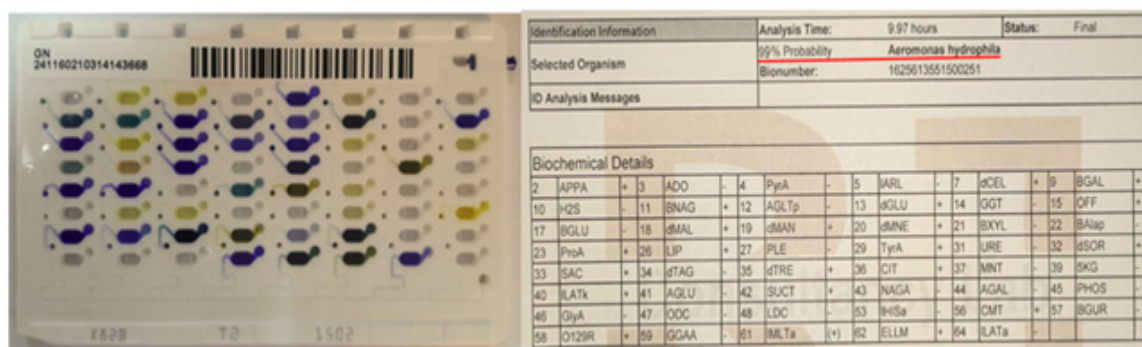 GN
241160210314143668
Identification Information Analysis Time: 9.97 hours Status: Final
Selected Organism 99% Probability Aeromonas hydrophila
Bionumber: 1625613551500251
ID Analysis Messages
Biochemical Details
2 APPA + 3 ADO - 4 PyrA - 5 IARL - 7 dCEL + 9 BGAL +
10 H2S - 11 BNAG + 12 AGLTp - 13 dGLU + 14 GGT - 15 OFF +
17 BGLU - 18 dMAL + 19 dMAN + 20 dMNE + 21 BXYL - 22 BAlap -
23 ProA + 26 LIP + 27 PLE - 29 TyrA + 31 URE - 32 dSOR
33 SAC + 34 dTAG - 35 dTRE + 36 CIT + 37 MNT - 39 5KG -
40 ILATk + 41 AGLU - 42 SUCT + 43 NAGA - 44 AGAL - 45 PHOS -
46 GlyA - 47 ODC - 48 LDC - 53 IHISa - 56 CMT + 57 BGUR -
58 O129R + 59 GGAA - 61 IMLTa (+) 62 ELLM + 64 ILATa -